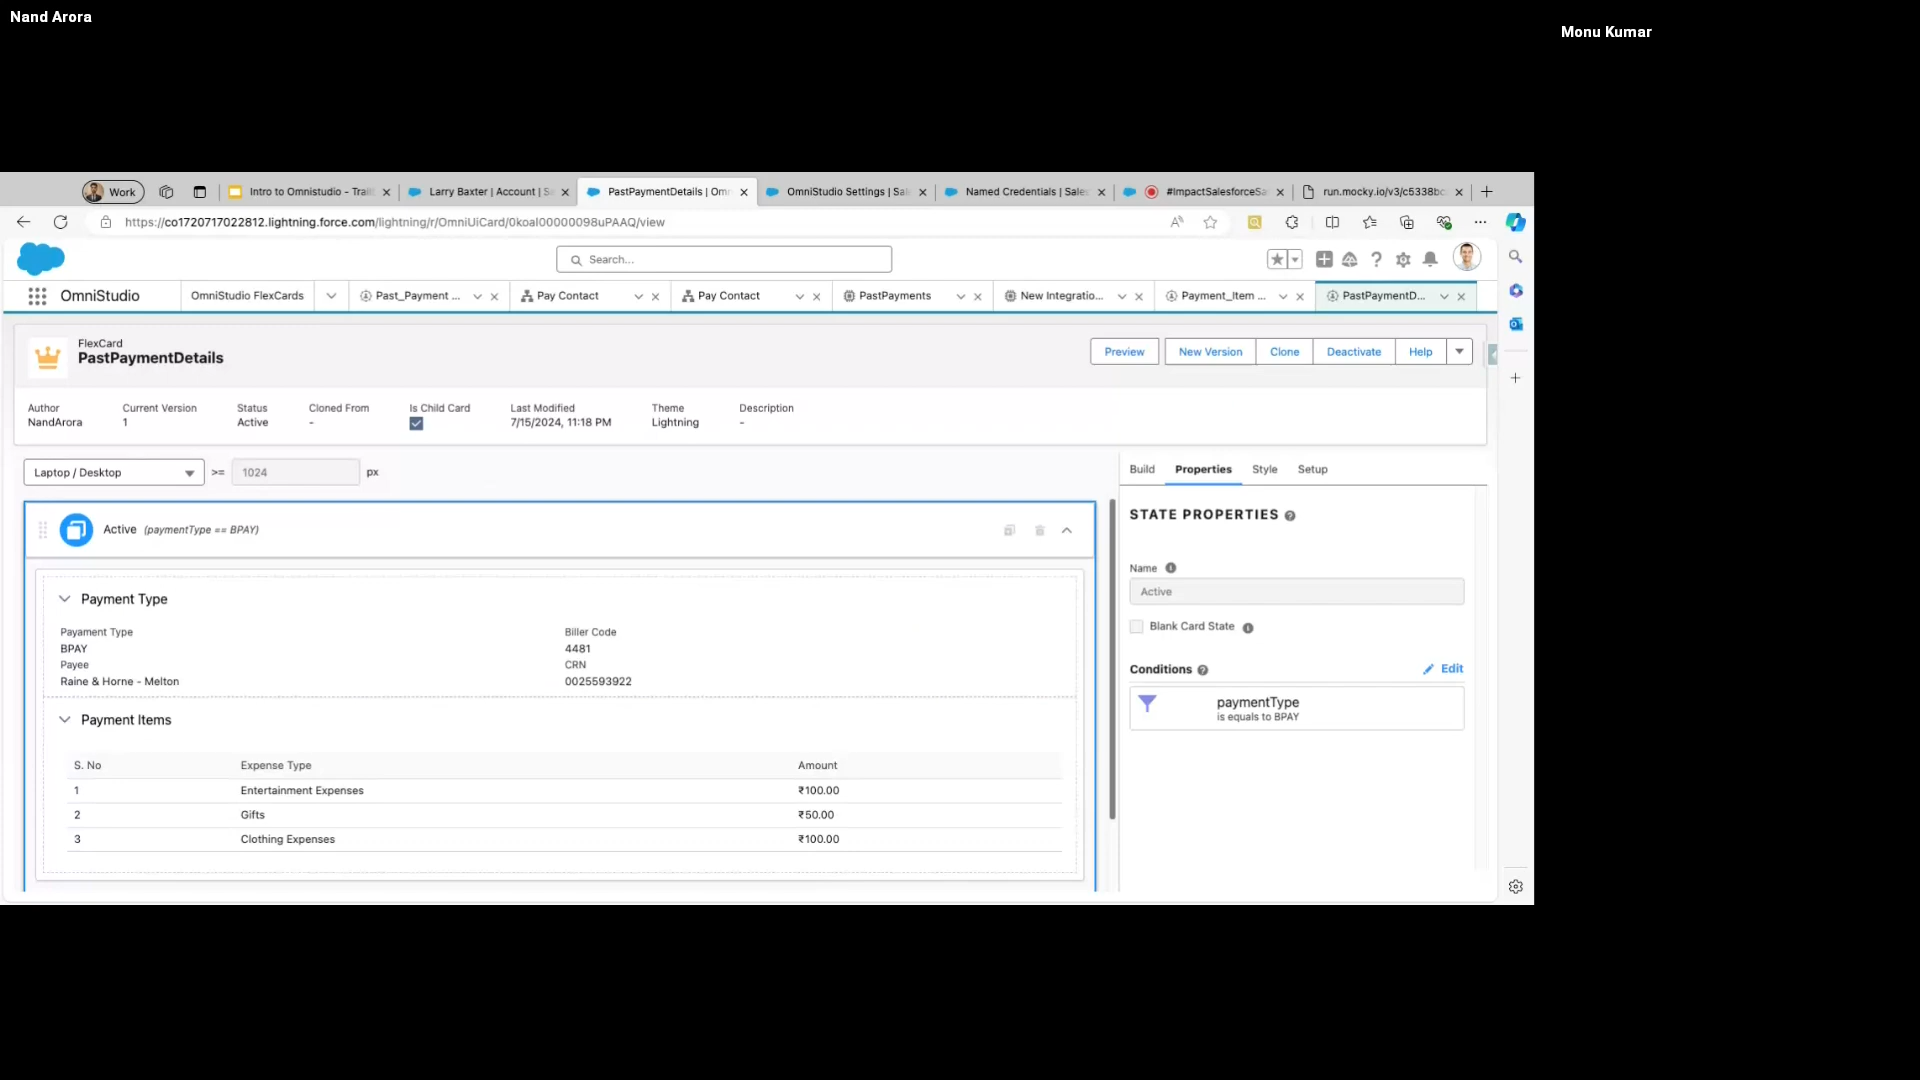 Nand Arora
Monu Kumar
Work
Intro to Omnistudio - Trail
Larry Baxter | Account | S
PastPaymentDetails | Omn
OmniStudio Settings | Sal
Named Credentials | Sales
#ImpactSalesforceSa
run.mocky.io/v3/c5338bc
https://co1720717022812.lightning.force.com/lightning/r/OmniUiCard/0koal00000098uPAAQ/view
Search...
OmniStudio
OmniStudio FlexCards
Past_Payment ...
Pay Contact
Pay Contact
PastPayments
New Integratio...
Payment_Item ...
PastPaymentD...
FlexCard
PastPaymentDetails
Preview
New Version
Clone
Deactivate
Help
Author
Current Version
Status
Cloned From
Is Child Card
Last Modified
Theme
Description
NandArora
1
Active
-
7/15/2024, 11:18 PM
Lightning
-
Laptop / Desktop
>=
1024
px
Build
Properties
Style
Setup
Active (paymentType == BPAY)
Payment Type
Payament Type
Biller Code
BPAY
4481
Payee
CRN
Raine & Horne - Melton
0025593922
Payment Items
S. No
Expense Type
Amount
1
Entertainment Expenses
₹100.00
2
Gifts
₹50.00
3
Clothing Expenses
₹100.00
STATE PROPERTIES
Name
Active
Blank Card State
Conditions
Edit
paymentType
is equals to BPAY